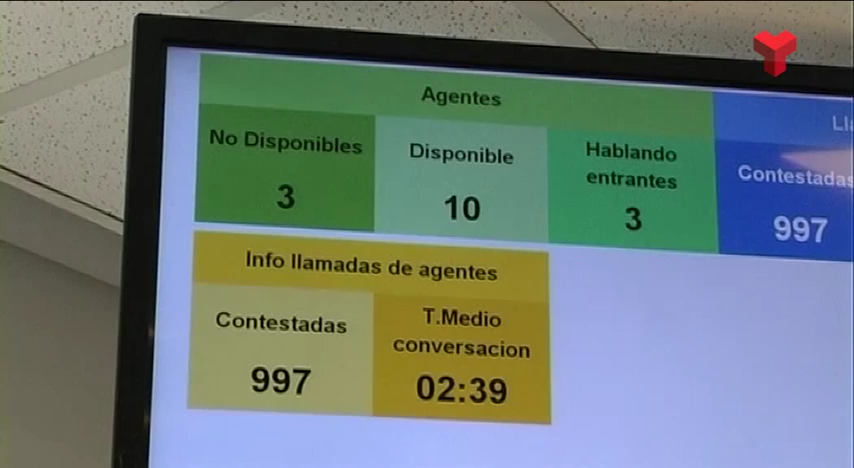 Agentes
No Disponibles
3
Disponible
10
Hablando
entrantes
3
Contestadas
997
Info llamadas de agentes
Contestadas
997
T.Medio
conversacion
02:39